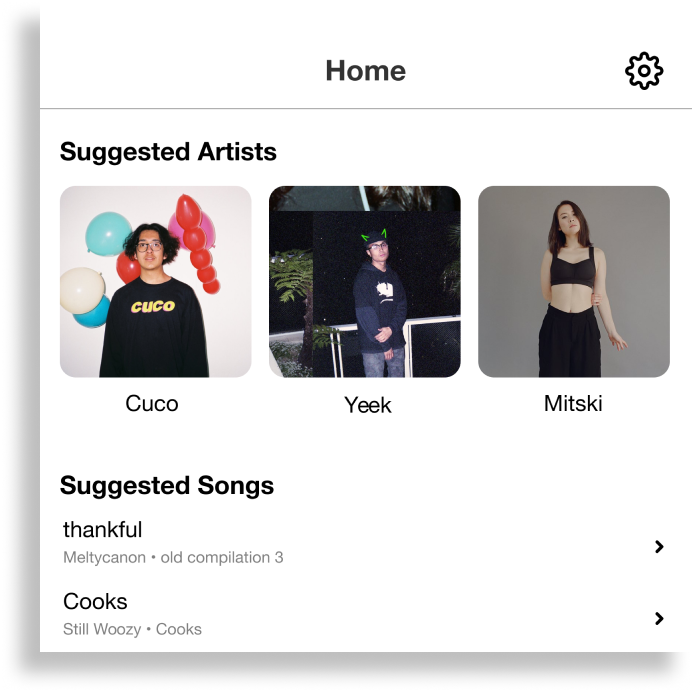 Home
Suggested Artists
cuco
Cuco
Yeek
Mitski
Suggested Songs
thankful
Meltycanon • old compilation 3
Cooks
Still Woozy • Cooks